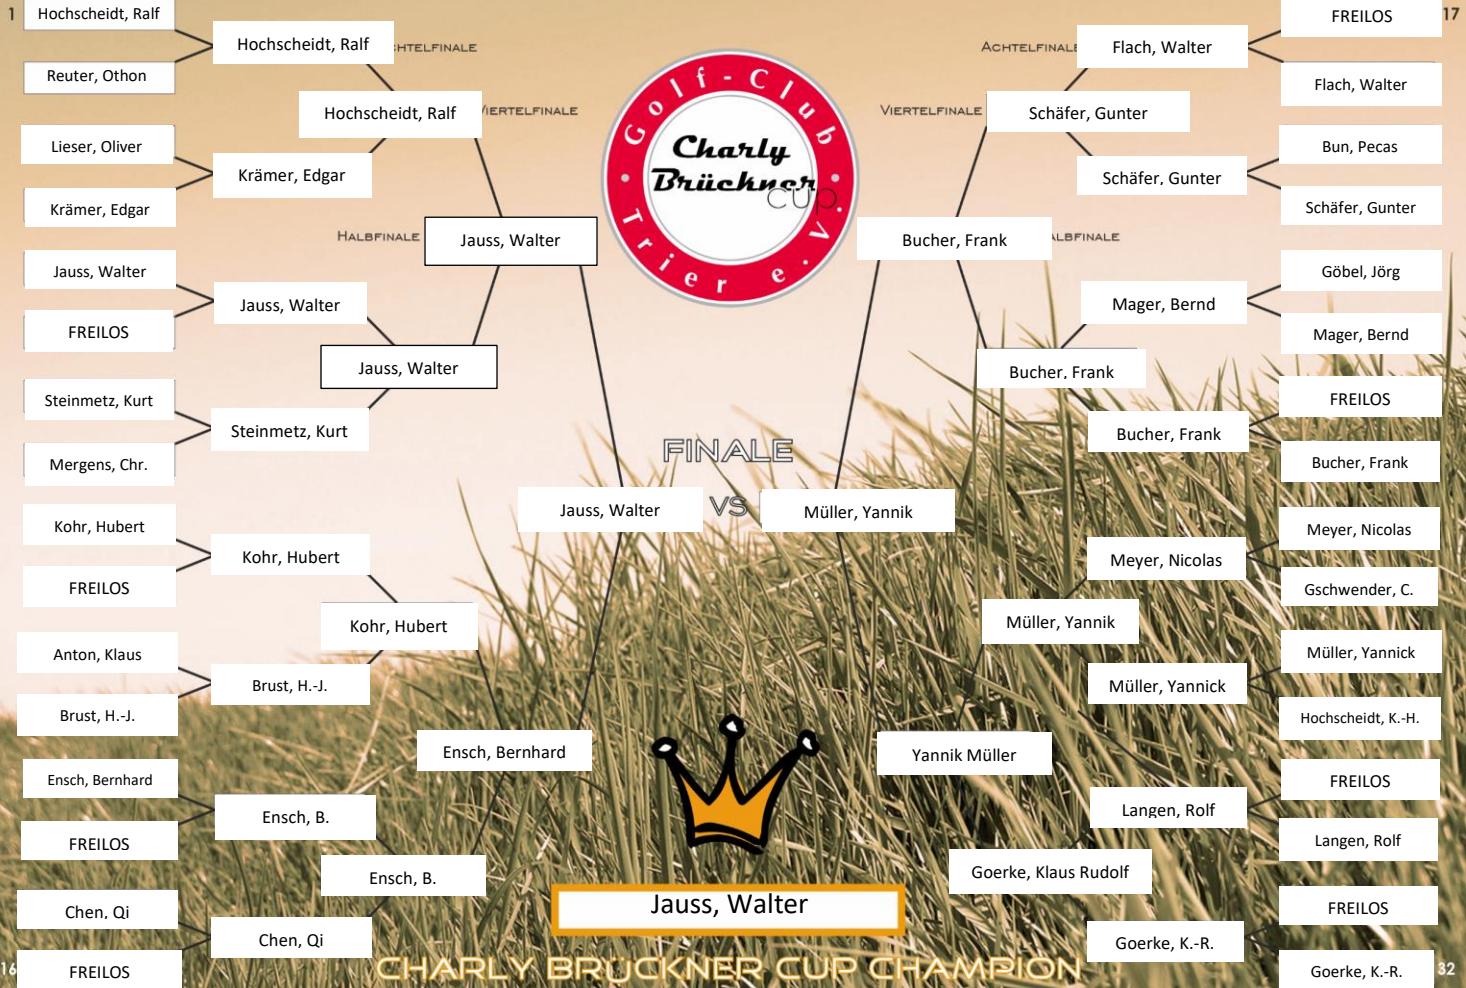 1
Hochscheidt, Ralf
Reuter, Othon
Lieser, Oliver
Krämer, Edgar
Jauss, Walter
FREILOS
Steinmetz, Kurt
Mergens, Chr.
Kohr, Hubert
FREILOS
Anton, Klaus
Brust, H.-J.
Ensch, Bernhard
FREILOS
Chen, Qi
FREILOS
16
Hochscheidt, Ralf
Krämer, Edgar
Jauss, Walter
Steinmetz, Kurt
Kohr, Hubert
Brust, H.-J.
Ensch, B.
Chen, Qi
CHTELFINALE
Hochscheidt, Ralf
Jauss, Walter
Kohr, Hubert
Ensch, B.
VIERTELFINALE
HALBFINALE
Jauss, Walter
Ensch, Bernhard
Jauss, Walter
Golf-Club
Trier e.V.
Charly
Brückner
CUP
FINALE
VS
Müller, Yannik
Jauss, Walter
CHARLY BRÜCKNER CUP CHAMPION
Bucher, Frank
ALBFINALE
Yannik Müller
VIERTELFINALE
Schäfer, Gunter
Bucher, Frank
Müller, Yannik
Goerke, Klaus Rudolf
ACHTELFINALE
Flach, Walter
Schäfer, Gunter
Mager, Bernd
Bucher, Frank
Meyer, Nicolas
Müller, Yannick
Langen, Rolf
Goerke, K.-R.
17
FREILOS
Flach, Walter
Bun, Pecas
Schäfer, Gunter
Göbel, Jörg
Mager, Bernd
FREILOS
Bucher, Frank
Meyer, Nicolas
Gschwender, C.
Müller, Yannick
Hochscheidt, K.-H.
FREILOS
Langen, Rolf
FREILOS
Goerke, K.-R.
32